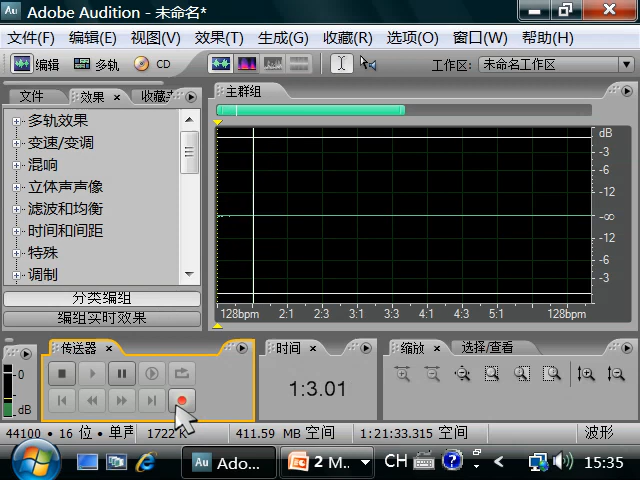 Au Adobe Audition - 未命名*
文件(F) 编辑(E) 视图(V) 效果(T) 生成(G) 收藏(R) 选项(O) 窗口(W) 帮助(H)
编辑 多轨 CD 工作区: 未命名工作区
文件 效果 × 收藏 主群组
多轨效果
变速/变调
混响
立体声声像
滤波和均衡
时间和间距
特殊
调制
分类编组
编组实时效果
dB
-3
-6
-12
-∞
-12
-6
-3
128bpm 2:1 2:3 3:1 3:3 4:1 4:3 5:1 128bpm
传送器 × 时间 × 缩放 × 选择/查看
0
dB
1:3.01
44100 • 16 位 • 单声 1722 K 411.59 MB 空间 1:21:33.315 空间 波形
Au Ado... 2 M... CH 15:35